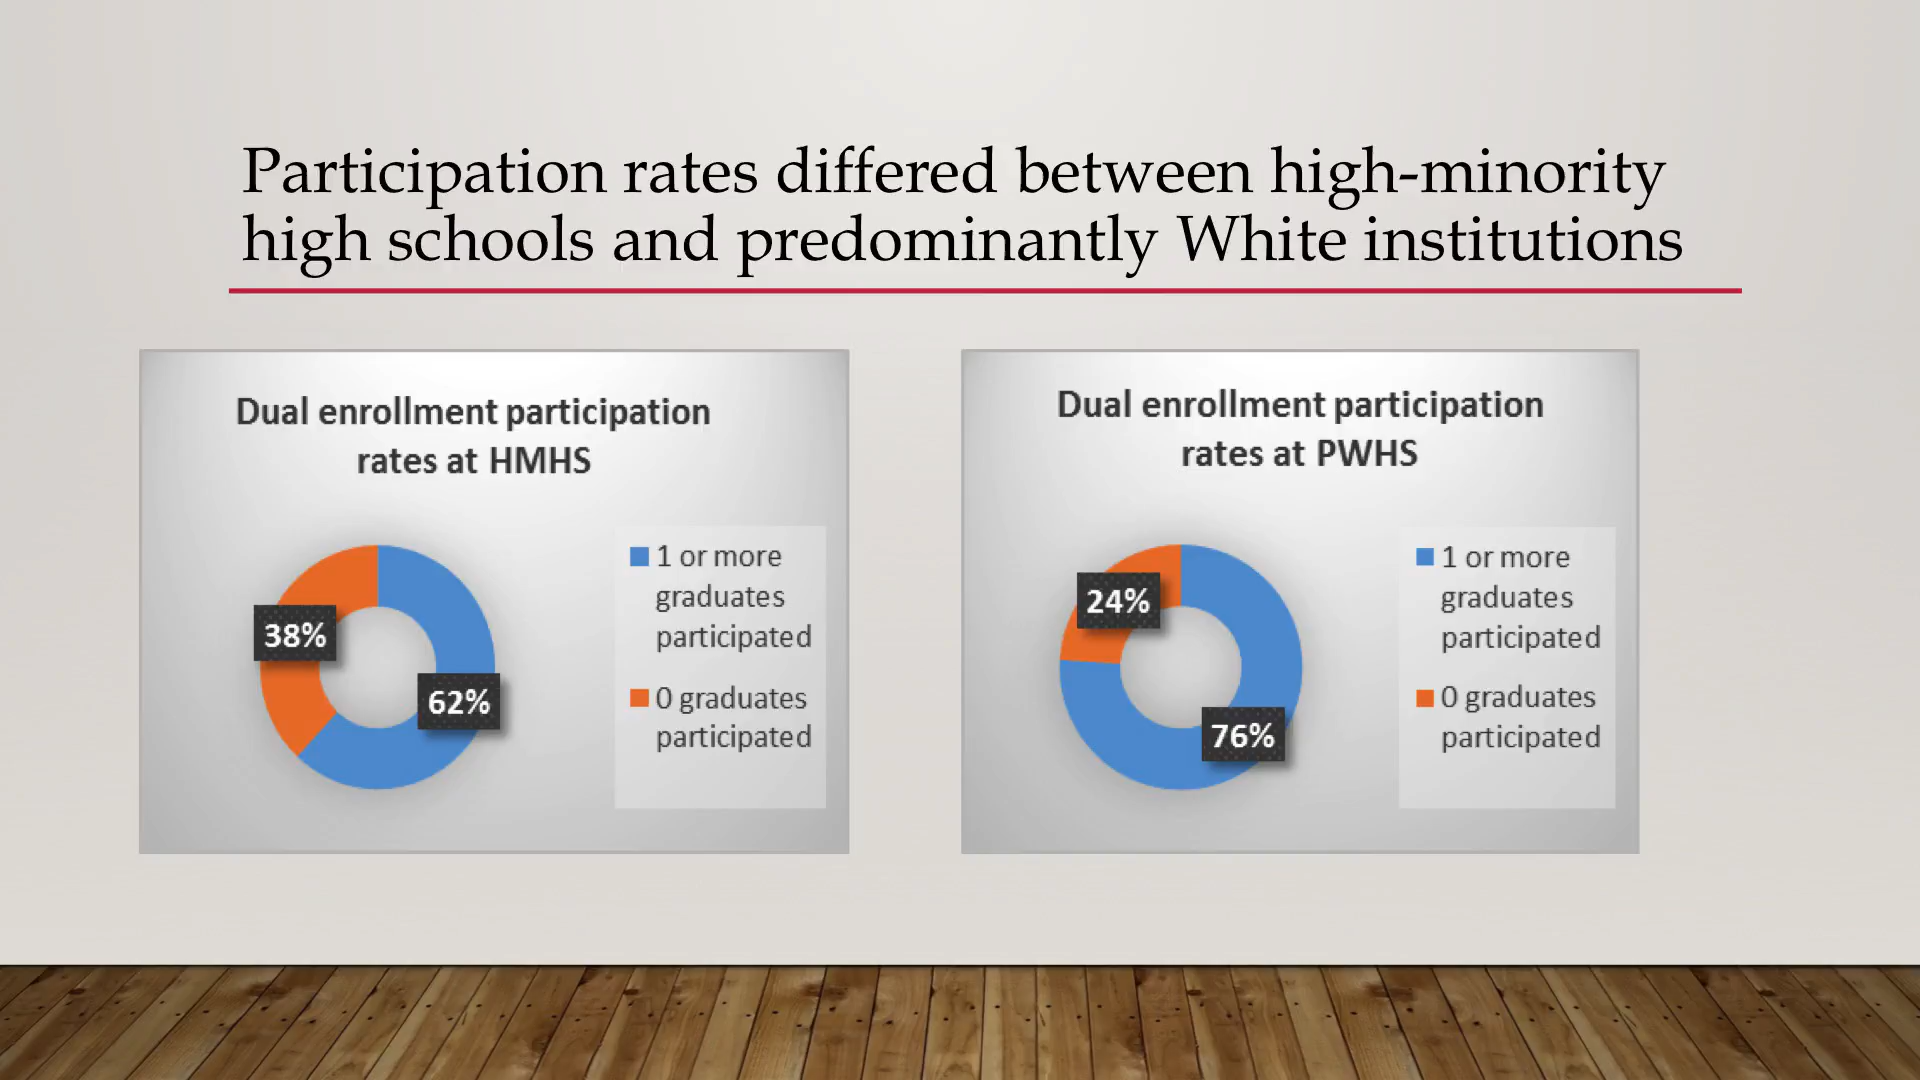 Participation rates differed between high-minority
high schools and predominantly White institutions
Dual enrollment participation
rates at HMHS
38%
62%
1 or more
graduates
participated
0 graduates
participated
Dual enrollment participation
rates at PWHS
24%
76%
1 or more
graduates
participated
0 graduates
participated